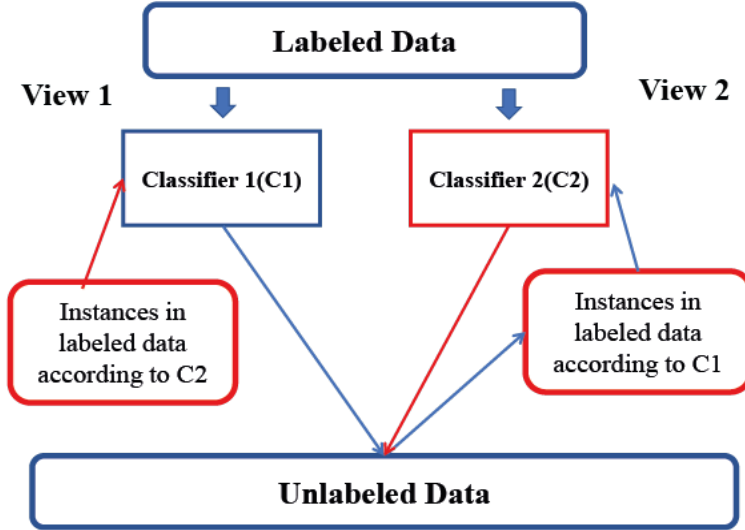 Labeled Data
View 1
View 2
Classifier 1(C1)
Classifier 2(C2)
Instances in
labeled data
according to C2
Instances in
labeled data
according to C1
Unlabeled Data